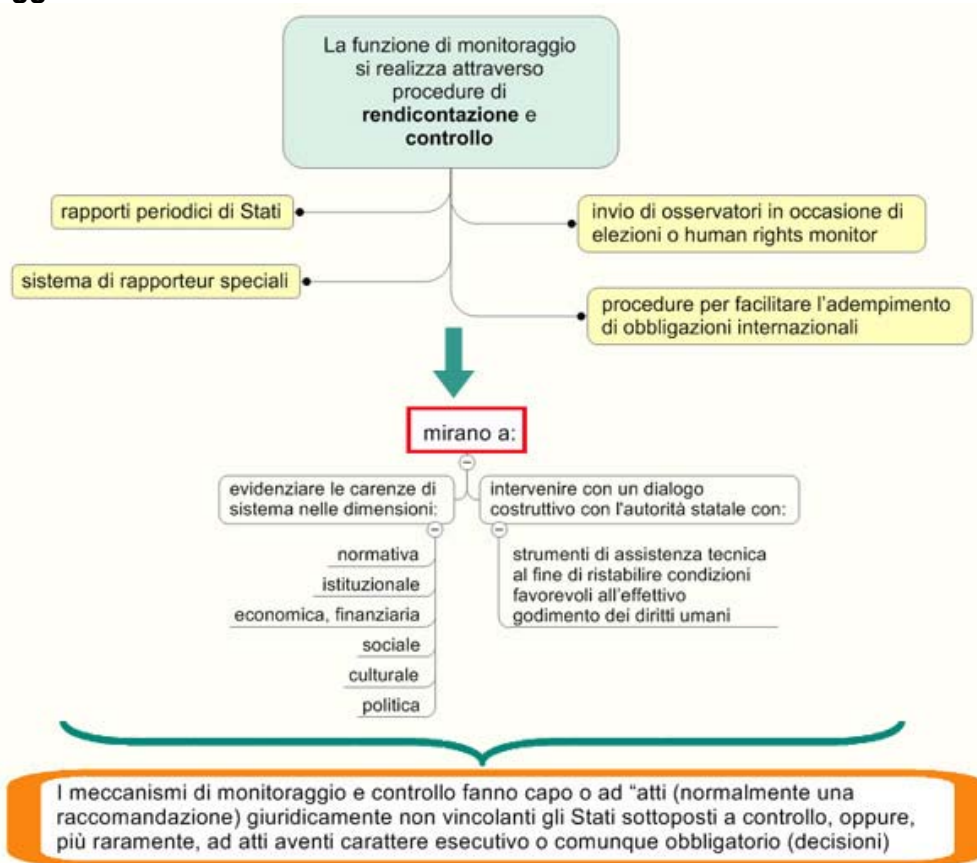 La funzione di monitoraggio
si realizza attraverso
procedure di
rendicontazione e
controllo
rapporti periodici di Stati
invio di osservatori in occasione di
elezioni o human rights monitor
sistema di rapporteur speciali
procedure per facilitare l'adempimento
di obbligazioni internazionali
mirano a:
evidenziare le carenze di
sistema nelle dimensioni:
intervenire con un dialogo
costruttivo con l'autorità statale con:
normativa
istituzionale
economica, finanziaria
sociale
culturale
politica
strumenti di assistenza tecnica
al fine di ristabilire condizioni
favorevoli all'effettivo
godimento dei diritti umani
I meccanismi di monitoraggio e controllo fanno capo o ad “atti (normalmente una
raccomandazione) giuridicamente non vincolanti gli Stati sottoposti a controllo, oppure,
più raramente, ad atti aventi carattere esecutivo o comunque obbligatorio (decisioni)